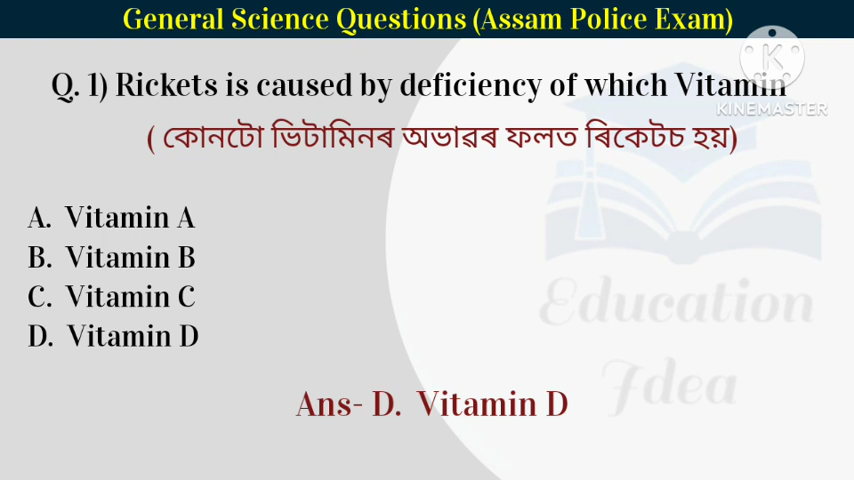 General Science Questions (Assam Police Exam)
KINEMASTER
Q. 1) Rickets is caused by deficiency of which Vitamin
( কোনটো ভিটামিনৰ অভাৱৰ ফলত ৰিকেটচ হয়)
A. Vitamin A
B. Vitamin B
C. Vitamin C
D. Vitamin D
Education
Idea
Ans- D. Vitamin D